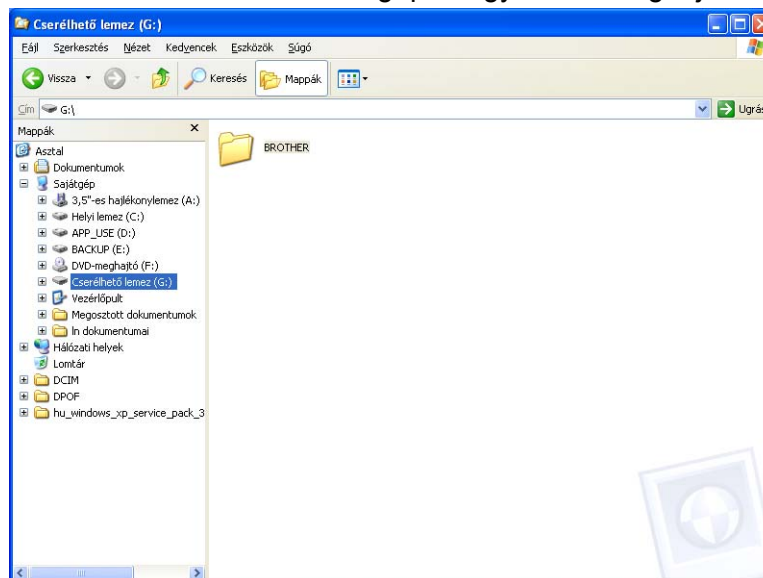 Cserélhető lemez (G:)
Fájl Szerkesztés Nézet Kedvencek Eszközök Súgó
Vissza Keresés Mappák
Cím G:\ Ugrás
Mappák
Asztal
Dokumentumok
Sajátgép
3,5"-es hajlékonylemez (A:)
Helyi lemez (C:)
APP_USE (D:)
BACKUP (E:)
DVD-meghajtó (F:)
Cserélhető lemez (G:)
Vezérlőpult
Megosztott dokumentumok
In dokumentumai
Hálózati helyek
Lomtár
DCIM
DPOF
hu_windows_xp_service_pack_3
BROTHER